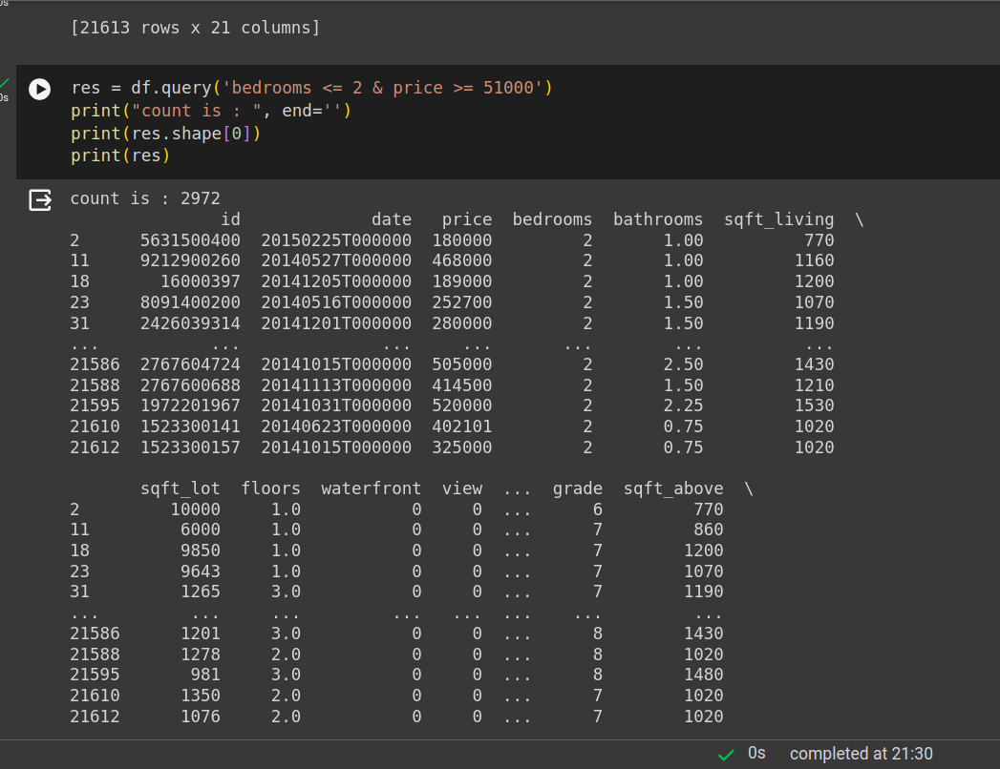 [21613 rows x 21 columns]
0s
res = df.query('bedrooms <= 2 & price >= 51000')
print("count is : ", end='')
print(res.shape[0])
print(res)
count is : 2972
id date price bedrooms bathrooms sqft_living \
2 5631500400 20150225T000000 180000 2 1.00 770
11 9212900260 20140527T000000 468000 2 1.00 1160
18 16000397 20141205T000000 189000 2 1.00 1200
23 8091400200 20140516T000000 252700 2 1.50 1070
31 2426039314 20141201T000000 280000 2 1.50 1190
... ... ... ... ... ... ...
21586 2767604724 20141015T000000 505000 2 2.50 1430
21588 2767600688 20141113T000000 414500 2 1.50 1210
21595 1972201967 20141031T000000 520000 2 2.25 1530
21610 1523300141 20140623T000000 402101 2 0.75 1020
21612 1523300157 20141015T000000 325000 2 0.75 1020
sqft_lot floors waterfront view ... grade sqft_above \
2 10000 1.0 0 0 ... 6 770
11 6000 1.0 0 0 ... 7 860
18 9850 1.0 0 0 ... 7 1200
23 9643 1.0 0 0 ... 7 1070
31 1265 3.0 0 0 ... 7 1190
... ... ... ... ... ... ... ...
21586 1201 3.0 0 0 ... 8 1430
21588 1278 2.0 0 0 ... 8 1020
21595 981 3.0 0 0 ... 8 1480
21610 1350 2.0 0 0 ... 7 1020
21612 1076 2.0 0 0 ... 7 1020
0s completed at 21:30